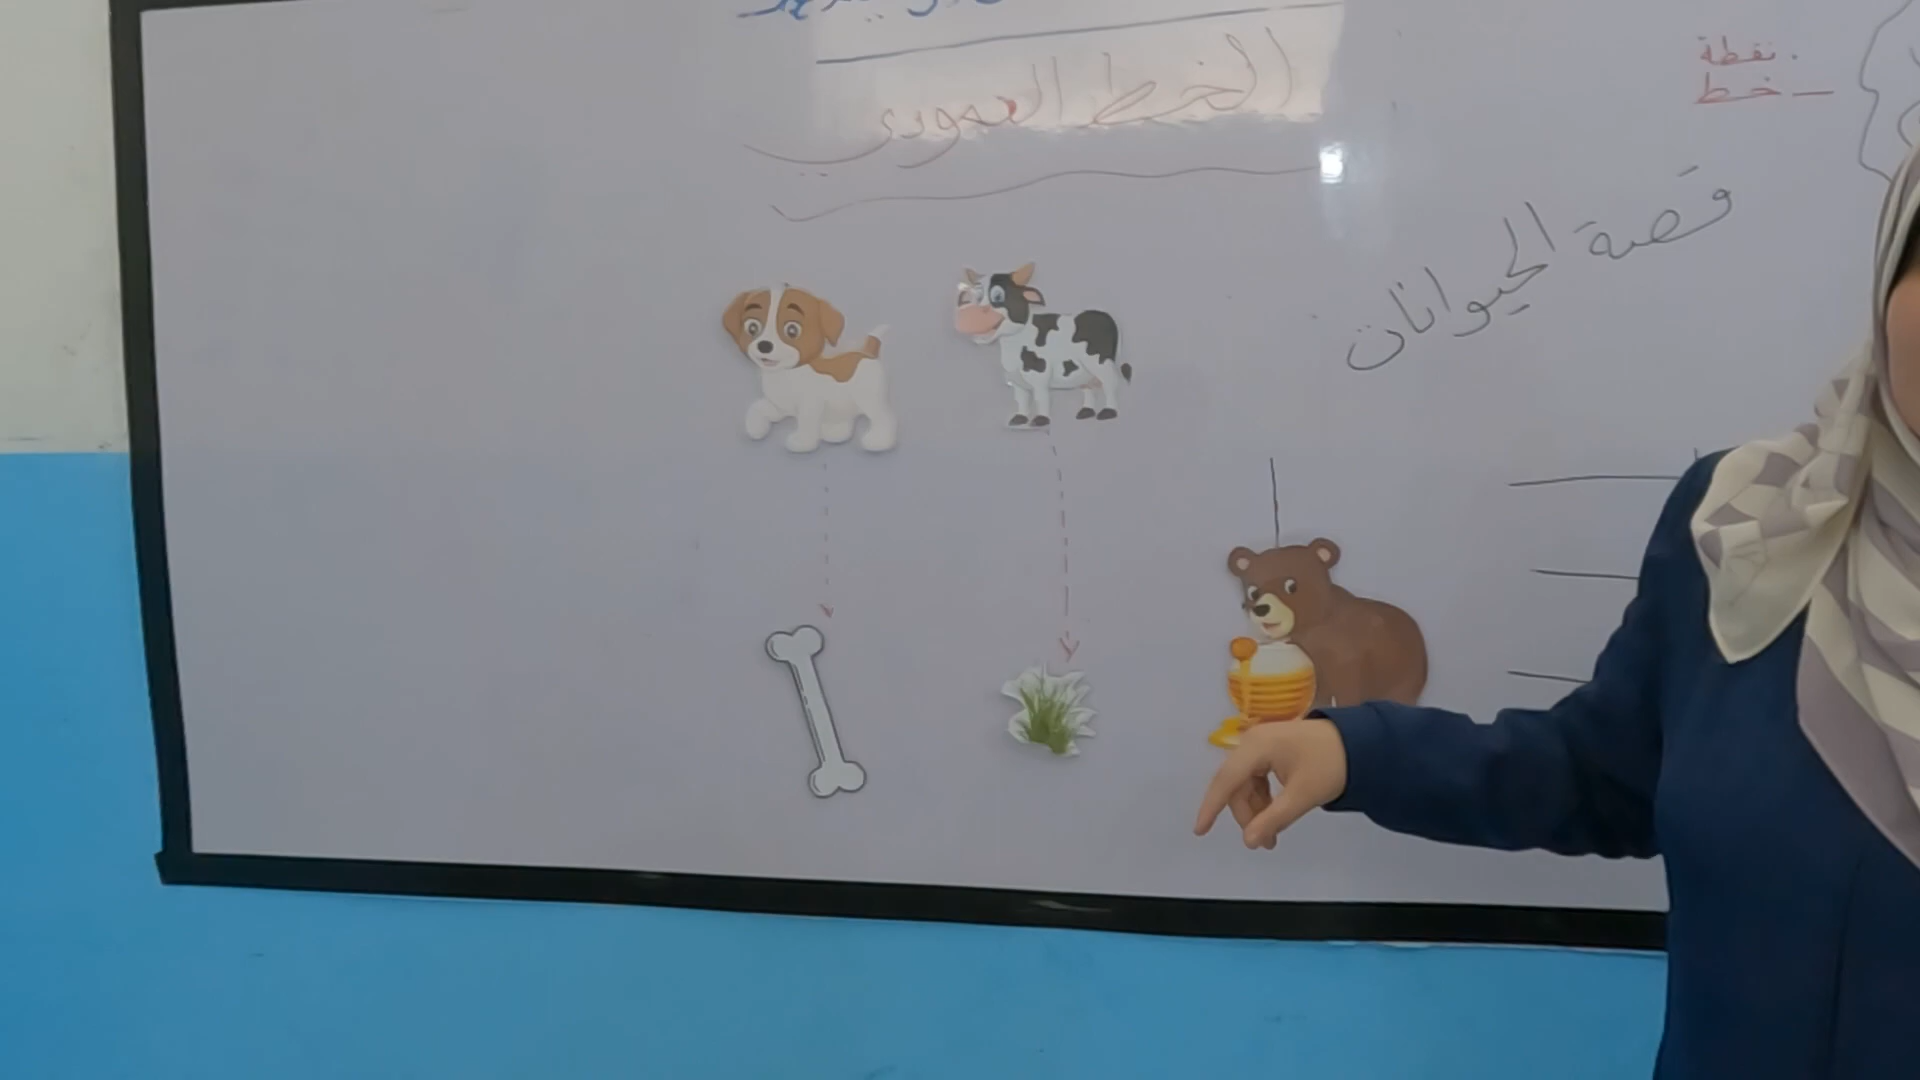 الخط العمودي
. نقطة
— خط
قصة الحيوانات